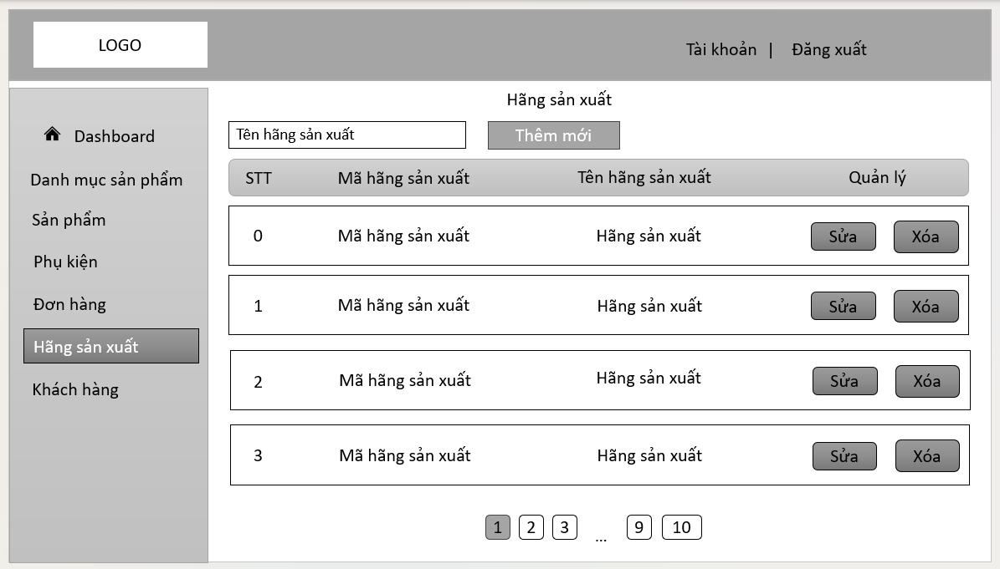 LOGO
Tài khoản | Đăng xuất
Dashboard
Danh mục sản phẩm
Sản phẩm
Phụ kiện
Đơn hàng
Hãng sản xuất
Khách hàng
Hãng sản xuất
Tên hãng sản xuất Thêm mới
STT Mã hãng sản xuất Tên hãng sản xuất Quản lý
0 Mã hãng sản xuất Hãng sản xuất Sửa Xóa
1 Mã hãng sản xuất Hãng sản xuất Sửa Xóa
2 Mã hãng sản xuất Hãng sản xuất Sửa Xóa
3 Mã hãng sản xuất Hãng sản xuất Sửa Xóa
1 2 3 ... 9 10